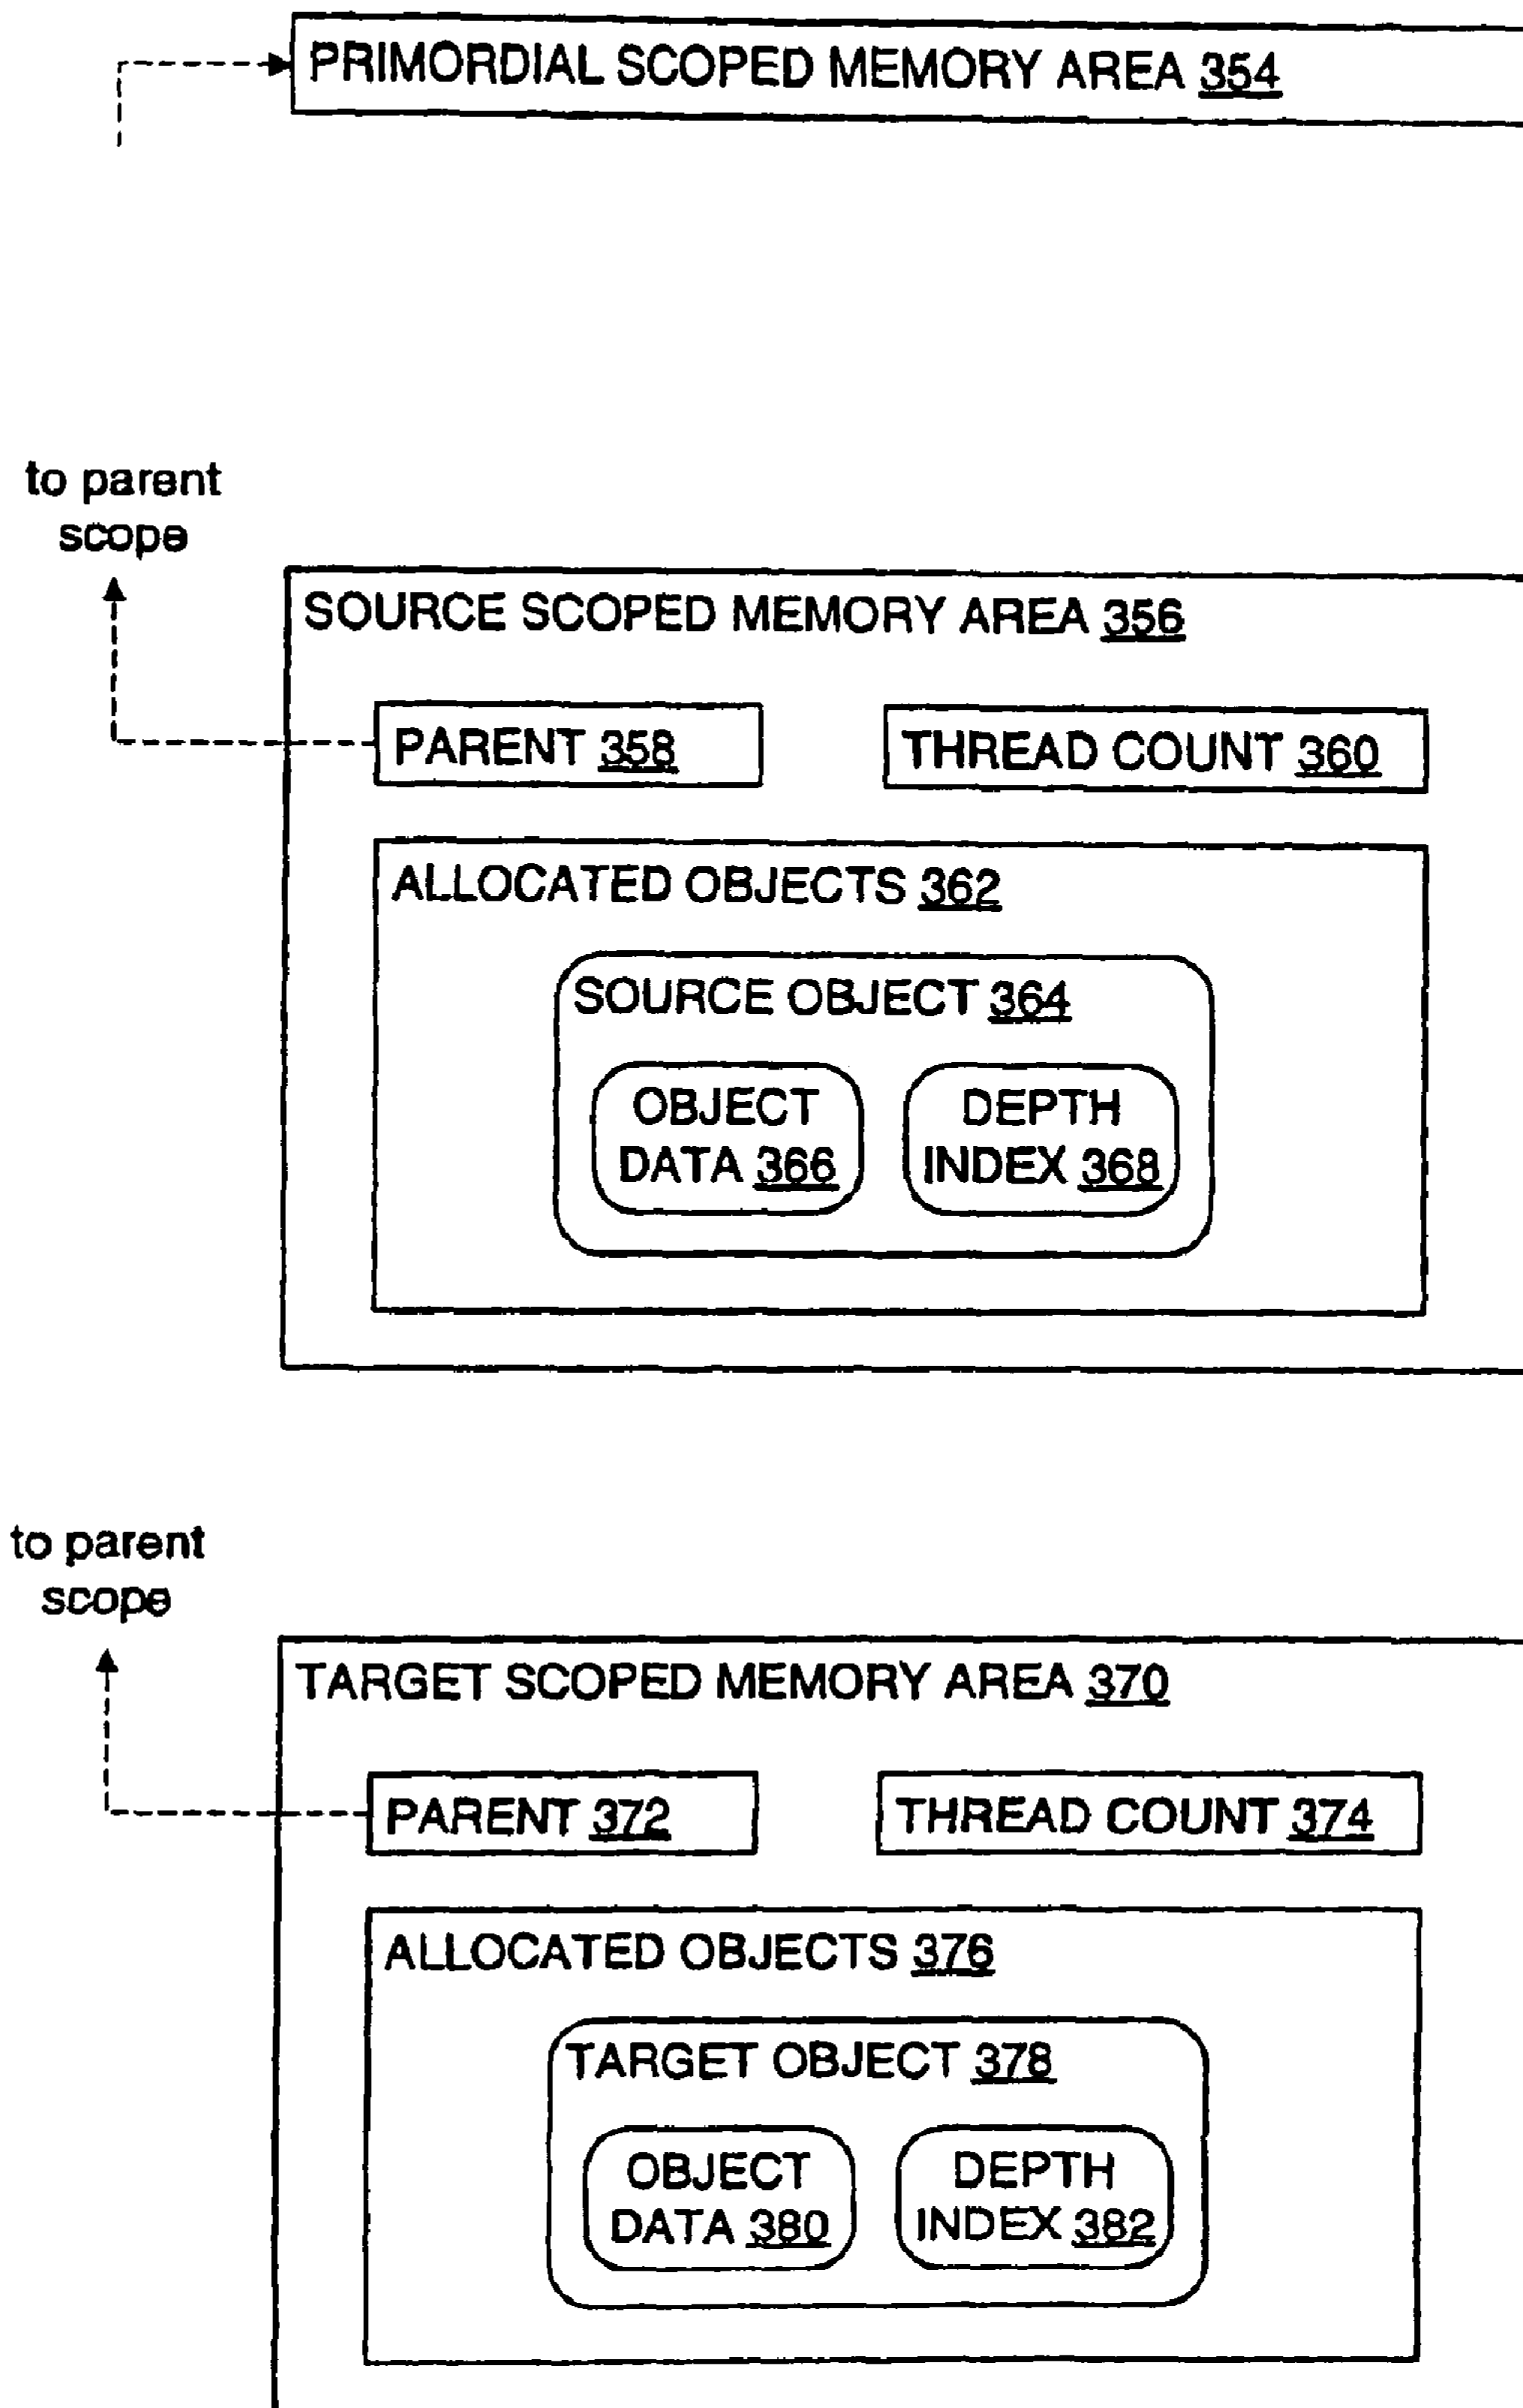 PRIMORDIAL SCOPED MEMORY AREA 354
to parent
scope
SOURCE SCOPED MEMORY AREA 356
PARENT 358
THREAD COUNT 360
ALLOCATED OBJECTS 362
SOURCE OBJECT 364
OBJECT
DATA 366
DEPTH
INDEX 368
to parent
scope
TARGET SCOPED MEMORY AREA 370
PARENT 372
THREAD COUNT 374
ALLOCATED OBJECTS 376
TARGET OBJECT 378
OBJECT
DATA 380
DEPTH
INDEX 382